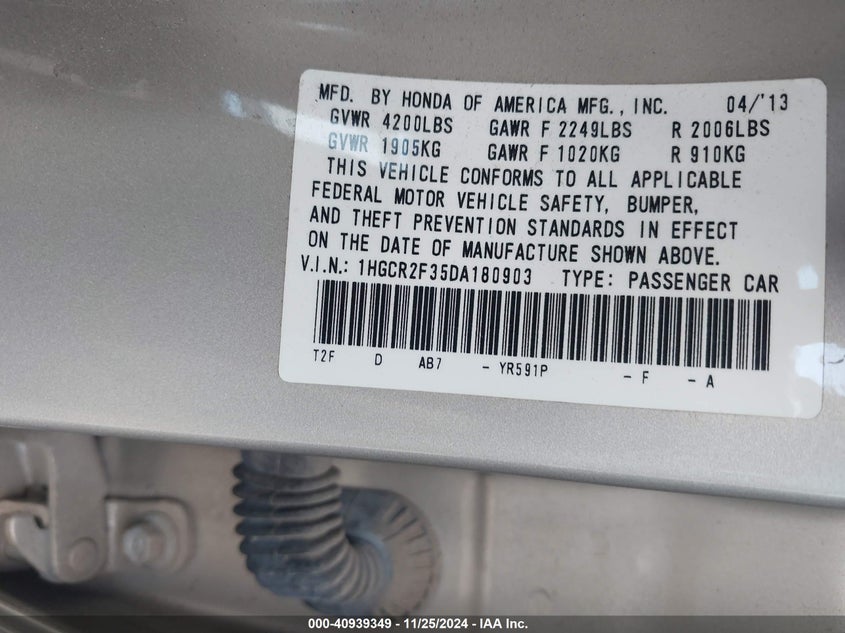 MFD. BY HONDA OF AMERICA MFG., INC. 04/'13
GVWR 4200LBS GAWR F 2249LBS R 2006LBS
GVWR 1905KG GAWR F 1020KG R 910KG
THIS VEHICLE CONFORMS TO ALL APPLICABLE
FEDERAL MOTOR VEHICLE SAFETY, BUMPER,
AND THEFT PREVENTION STANDARDS IN EFFECT
ON THE DATE OF MANUFACTURE SHOWN ABOVE.
V.I.N.: 1HGCR2F35DA180903 TYPE: PASSENGER CAR
T2F D AB7 - YR591P - F - A
000-40939349 - 11/25/2024 - IAA Inc.